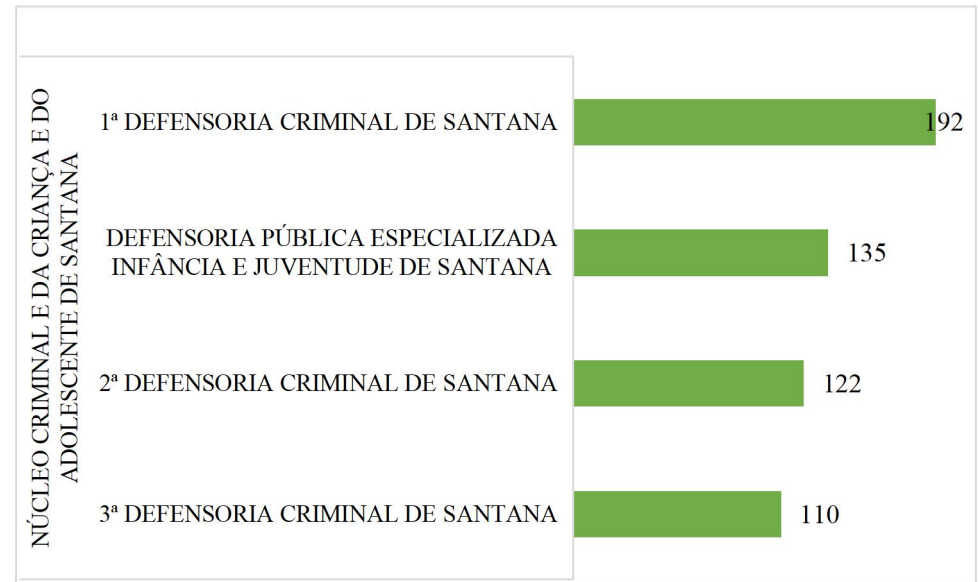 NÚCLEO CRIMINAL E DA CRIANÇA E DO
ADOLESCENTE DE SANTANA
1ª DEFENSORIA CRIMINAL DE SANTANA
192
DEFENSORIA PÚBLICA ESPECIALIZADA
INFÂNCIA E JUVENTUDE DE SANTANA
135
2ª DEFENSORIA CRIMINAL DE SANTANA
122
3ª DEFENSORIA CRIMINAL DE SANTANA
110